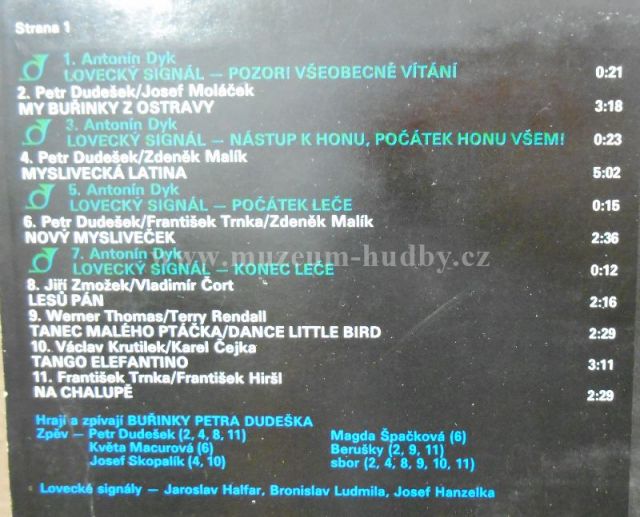 Strana 1
1. Antonín Dyk
LOVECKÝ SIGNÁL — POZOR! VŠEOBECNÉ VÍTÁNÍ 0:21
2. Petr Dudešek/Josef Moláček
MY BUŘINKY Z OSTRAVY 3:18
3. Antonín Dyk
LOVECKÝ SIGNÁL — NÁSTUP K HONU, POČÁTEK HONU VŠEM! 0:23
4. Petr Dudešek/Zdeněk Malík
MYSLIVECKÁ LATINA 5:02
5. Antonín Dyk
LOVECKÝ SIGNÁL — POČÁTEK LEČE 0:15
6. Petr Dudešek/František Trnka/Zdeněk Malík
NOVÝ MYSLIVEČEK 2:36
www.muzeum-hudby.cz
7. Antonín Dyk
LOVECKÝ SIGNÁL — KONEC LEČE 0:12
8. Jiří Zmožek/Vladimír Čort
LESŮ PÁN 2:16
9. Werner Thomas/Terry Rendall
TANEC MALÉHO PTÁČKA/DANCE LITTLE BIRD 2:29
10. Václav Krutilek/Karel Čejka
TANGO ELEFANTINO 3:11
11. František Trnka/František Hiršl
NA CHALUPĚ 2:29
Hrají a zpívají BUŘINKY PETRA DUDEŠKA
Zpěv — Petr Dudešek (2, 4, 8, 11)
Květa Macurová (6)
Josef Skopalík (4, 10)
Magda Špačková (6)
Berušky (2, 9, 11)
sbor (2, 4, 8, 9, 10, 11)
Lovecké signály — Jaroslav Halfar, Bronislav Ludmila, Josef Hanzelka